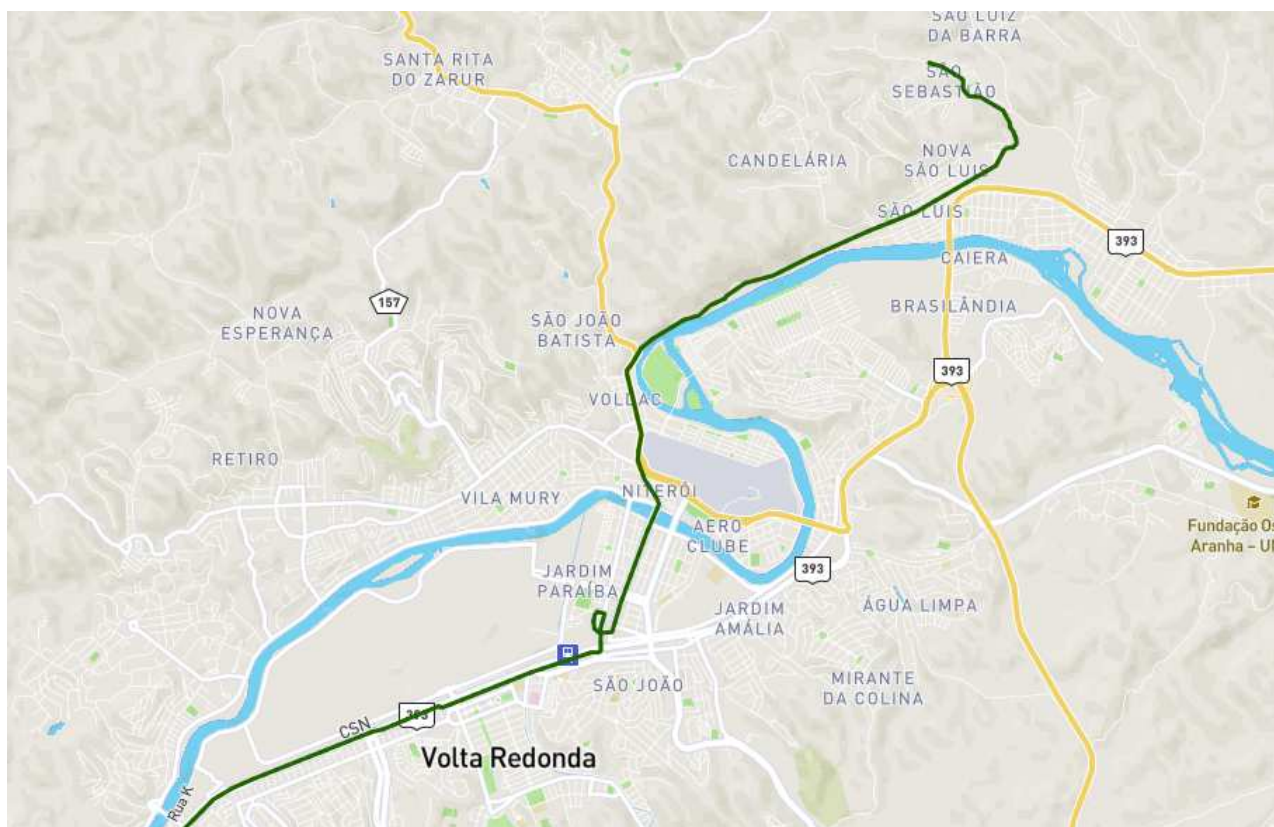 SÃO LUIZ
DA BARRA
SANTA RITA
DO ZARUR
SÃO
SEBASTIÃO
CANDELÁRIA
NOVA
SÃO LUIS
SÃO LUIS
393
CAIERA
157
NOVA
ESPERANÇA
SÃO JOÃO
BATISTA
BRASILÂNDIA
393
VOLDAC
RETIRO
VILA MURY
NITERÓI
AERO
CLUBE
Fundação Os
Aranha – U
393
JARDIM
PARAÍBA
JARDIM
AMÁLIA
ÁGUA LIMPA
SÃO JOÃO
MIRANTE
DA COLINA
CSN
393
Volta Redonda
Rua K